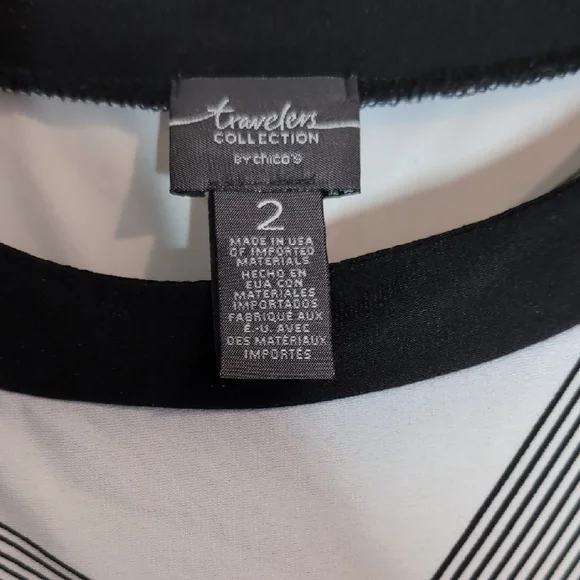 travelers
COLLECTION
BY chico's
2
MADE IN USA
OF IMPORTED
MATERIALS
HECHO EN
EUA CON
MATERIALES
IMPORTADOS
FABRIQUÉ AUX
É.-U. AVEC
DES MATÉRIAUX
IMPORTÉS